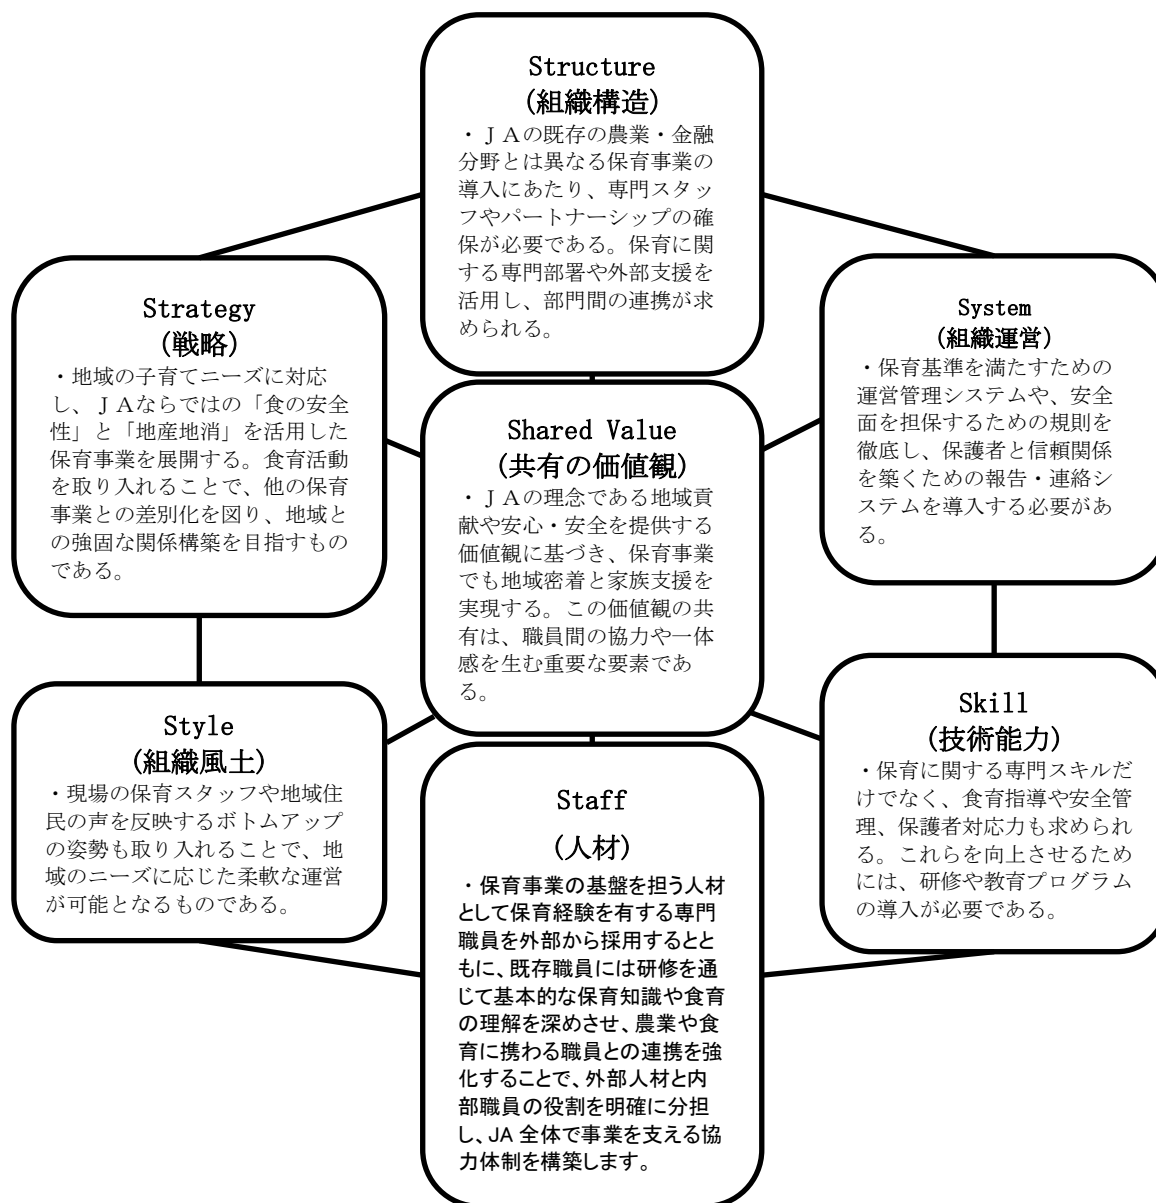 Structure
(組織構造)
・ＪＡの既存の農業・金融
分野とは異なる保育事業の
導入にあたり、専門スタッ
フやパートナーシップの確
保が必要である。保育に関
する専門部署や外部支援を
活用し、部門間の連携が求
められる。
Strategy
(戦略)
・地域の子育てニーズに対応
し、ＪＡならではの「食の安全
性」と「地産地消」を活用した
保育事業を展開する。食育活動
を取り入れることで、他の保育
事業との差別化を図り、地域と
の強固な関係構築を目指すもの
である。
System
(組織運営)
・保育基準を満たすための
運営管理システムや、安全
面を担保するための規則を
徹底し、保護者と信頼関係
を築くための報告・連絡シ
ステムを導入する必要があ
る。
Shared Value
(共有の価値観)
・ＪＡの理念である地域貢
献や安心・安全を提供する
価値観に基づき、保育事業
でも地域密着と家族支援を
実現する。この価値観の共
有は、職員間の協力や一体
感を生む重要な要素であ
る。
Style
(組織風土)
・現場の保育スタッフや地域住
民の声を反映するボトムアップ
の姿勢も取り入れることで、地
域のニーズに応じた柔軟な運営
が可能となるものである。
Skill
(技術能力)
・保育に関する専門スキルだ
けでなく、食育指導や安全管
理、保護者対応力も求められ
る。これらを向上させるため
には、研修や教育プログラム
の導入が必要である。
Staff
(人材)
・保育事業の基盤を担う人材
として保育経験を有する専門
職員を外部から採用するとと
もに、既存職員には研修を通
じて基本的な保育知識や食育
の理解を深めさせ、農業や食
育に携わる職員との連携を強
化することで、外部人材と内
部職員の役割を明確に分担
し、JA 全体で事業を支える協
力体制を構築します。